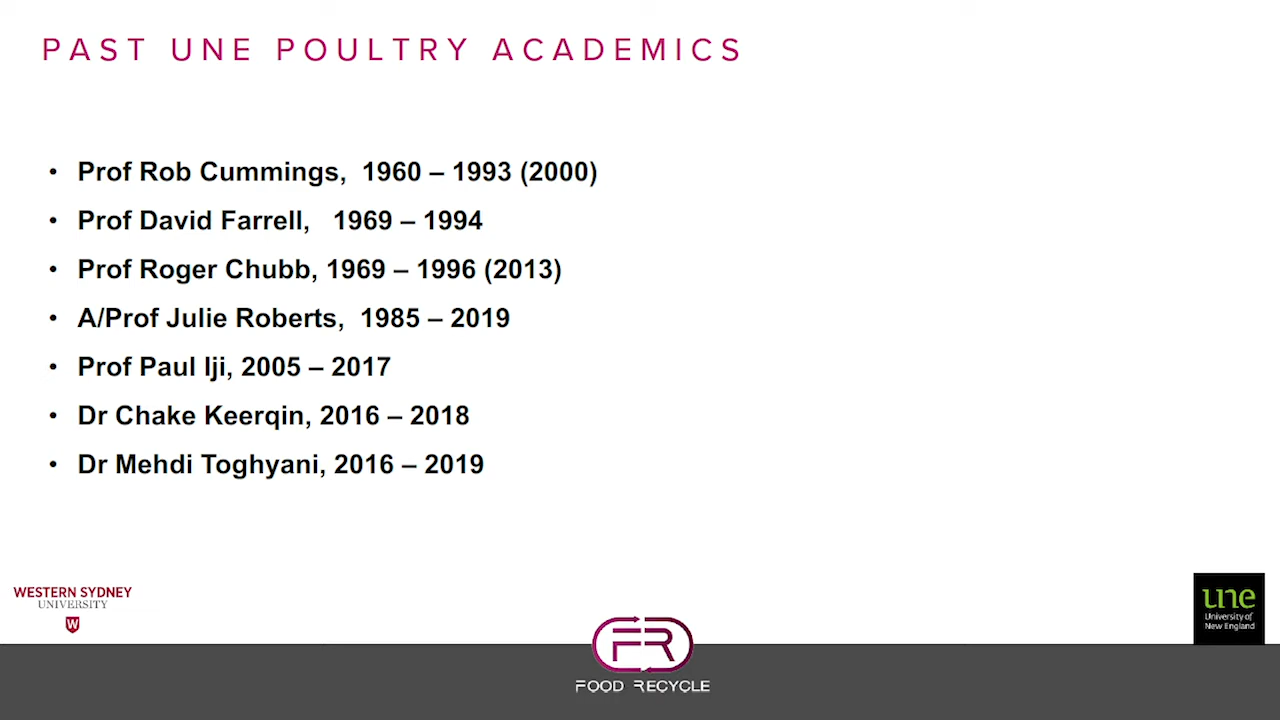 PAST UNE POULTRY ACADEMICS
• Prof Rob Cummings, 1960 – 1993 (2000)
• Prof David Farrell, 1969 – 1994
• Prof Roger Chubb, 1969 – 1996 (2013)
• A/Prof Julie Roberts, 1985 – 2019
• Prof Paul Iji, 2005 – 2017
• Dr Chake Keerqin, 2016 – 2018
• Dr Mehdi Toghyani, 2016 – 2019
WESTERN SYDNEY
UNIVERSITY
W
FR
FOOD RECYCLE
une
University of
New England